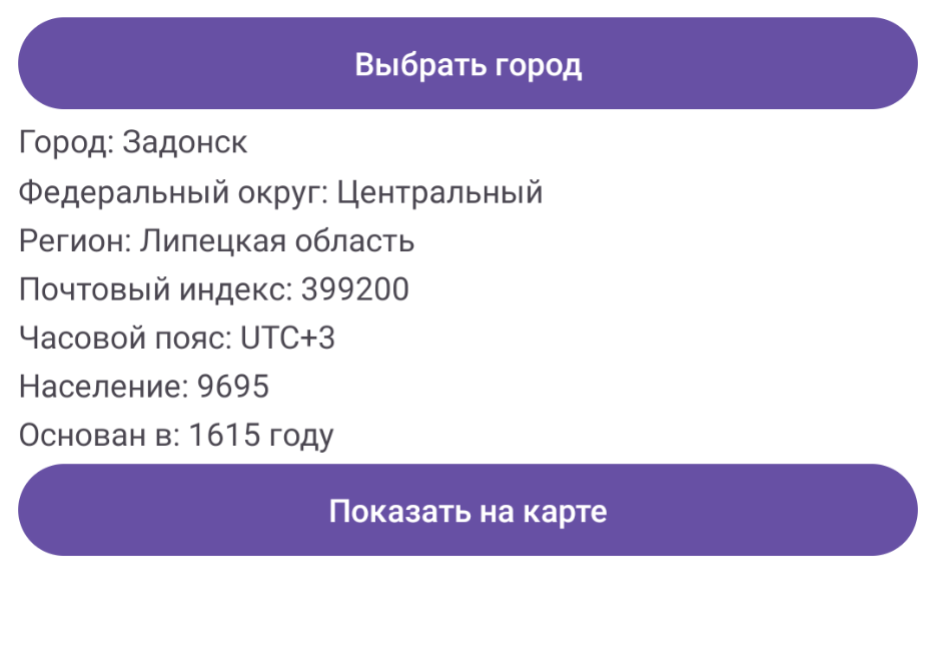 Выбрать город
Город: Задонск
Федеральный округ: Центральный
Регион: Липецкая область
Почтовый индекс: 399200
Часовой пояс: UTC+3
Население: 9695
Основан в: 1615 году
Показать на карте